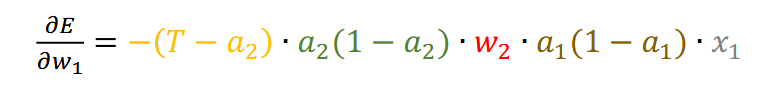 ∂E/∂w₁ = −(T − a₂) · a₂(1 − a₂) · w₂ · a₁(1 − a₁) · x₁